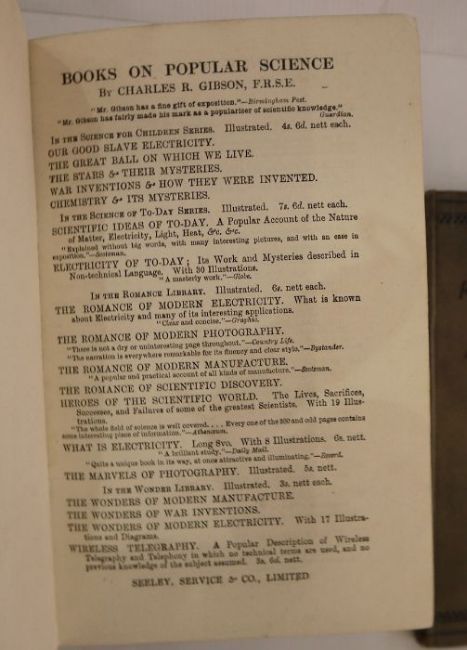 BOOKS ON POPULAR SCIENCE
BY CHARLES R. GIBSON, F.R.S.E.
"Mr. Gibson has a fine gift of exposition."—Birmingham Post.
"Mr. Gibson has fairly made his mark as a populariser of scientific knowledge."
Guardian.
IN THE SCIENCE FOR CHILDREN SERIES. Illustrated. 4s. 6d. nett each.
OUR GOOD SLAVE ELECTRICITY.
THE GREAT BALL ON WHICH WE LIVE.
THE STARS & THEIR MYSTERIES.
WAR INVENTIONS & HOW THEY WERE INVENTED.
CHEMISTRY & ITS MYSTERIES.
IN THE SCIENCE OF TO-DAY SERIES. Illustrated. 7s. 6d. nett each.
SCIENTIFIC IDEAS OF TO-DAY. A Popular Account of the Nature
of Matter, Electricity, Light, Heat, &c. &c.
"Explained without big words, with many interesting pictures, and with an ease in
exposition."—Scotsman.
ELECTRICITY OF TO-DAY; Its Work and Mysteries described in
Non-technical Language. With 30 Illustrations.
"A masterly work."—Globe.
IN THE ROMANCE LIBRARY. Illustrated. 6s. nett each.
THE ROMANCE OF MODERN ELECTRICITY. What is known
about Electricity and many of its interesting applications.
"Clear and concise."—Graphic.
THE ROMANCE OF MODERN PHOTOGRAPHY.
"There is not a dry or uninteresting page throughout."—Country Life.
"The narration is everywhere remarkable for its fluency and clear style."—Bystander.
THE ROMANCE OF MODERN MANUFACTURE.
"A popular and practical account of all kinds of manufacture."—Scotsman.
THE ROMANCE OF SCIENTIFIC DISCOVERY.
HEROES OF THE SCIENTIFIC WORLD. The Lives, Sacrifices,
Successes, and Failures of some of the greatest Scientists. With 19 Illus-
trations.
"The whole field of science is well covered. . . . Every one of the 300 and odd pages contains
some interesting piece of information."—Athenæum.
WHAT IS ELECTRICITY. Long 8vo. With 8 Illustrations. 6s. nett.
"A brilliant study."—Daily Mail.
"Quite a unique book in its way, at once attractive and illuminating."—Record.
THE MARVELS OF PHOTOGRAPHY. Illustrated. 5s. nett.
IN THE WONDER LIBRARY. Illustrated. 3s. nett each.
THE WONDERS OF MODERN MANUFACTURE.
THE WONDERS OF WAR INVENTIONS.
THE WONDERS OF MODERN ELECTRICITY. With 17 Illustra-
tions and Diagrams.
WIRELESS TELEGRAPHY. A Popular Description of Wireless
Telegraphy and Telephony in which no technical terms are used, and no
previous knowledge of the subject assumed. 3s. 6d. nett.
SEELEY, SERVICE & CO., LIMITED